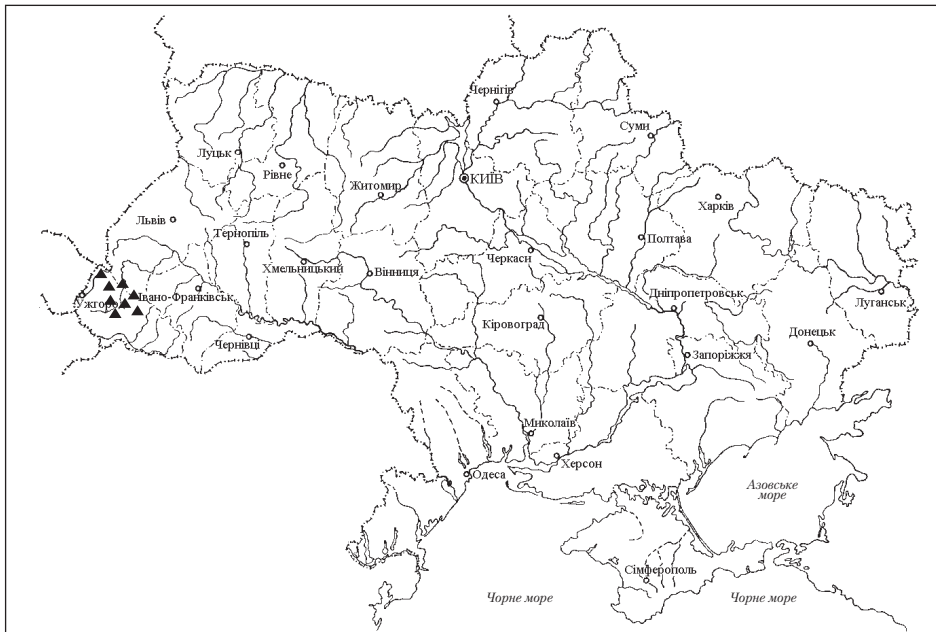 Чернігів
Суми
Луцьк
Рівне
КИЇВ
Житомир
Харків
Львів
Тернопіль
Полтава
Черкаси
Хмельницький
Вінниця
Ужгоро
Івано-Франківськ
Дніпропетровськ
Луганськ
Кіровоград
Донецьк
Чернівці
Запоріжжя
Миколаїв
Херсон
Одеса
Азовське
море
Сімферополь
Чорне море
Чорне море